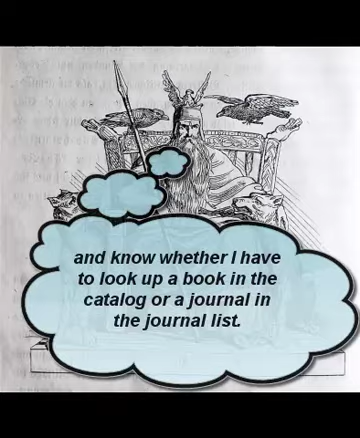 and know whether I have
to look up a book in the
catalog or a journal in
the journal list.